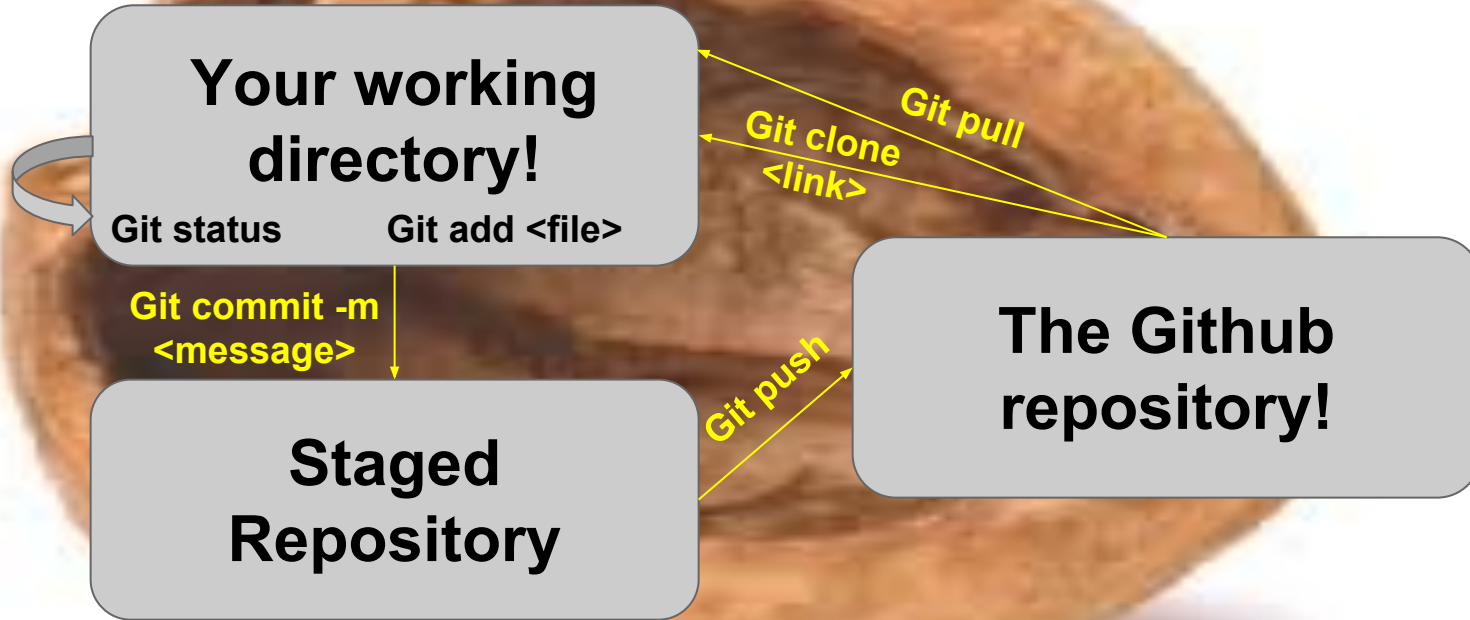 Your working
directory!
Git status
Git add <file>
Git commit -m
<message>
Staged
Repository
Git push
Git clone
<link>
Git pull
The Github
repository!